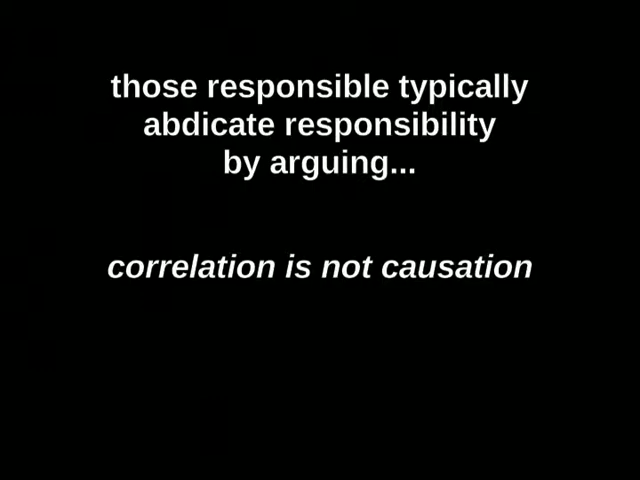 those responsible typically
abdicate responsibility
by arguing...
correlation is not causation